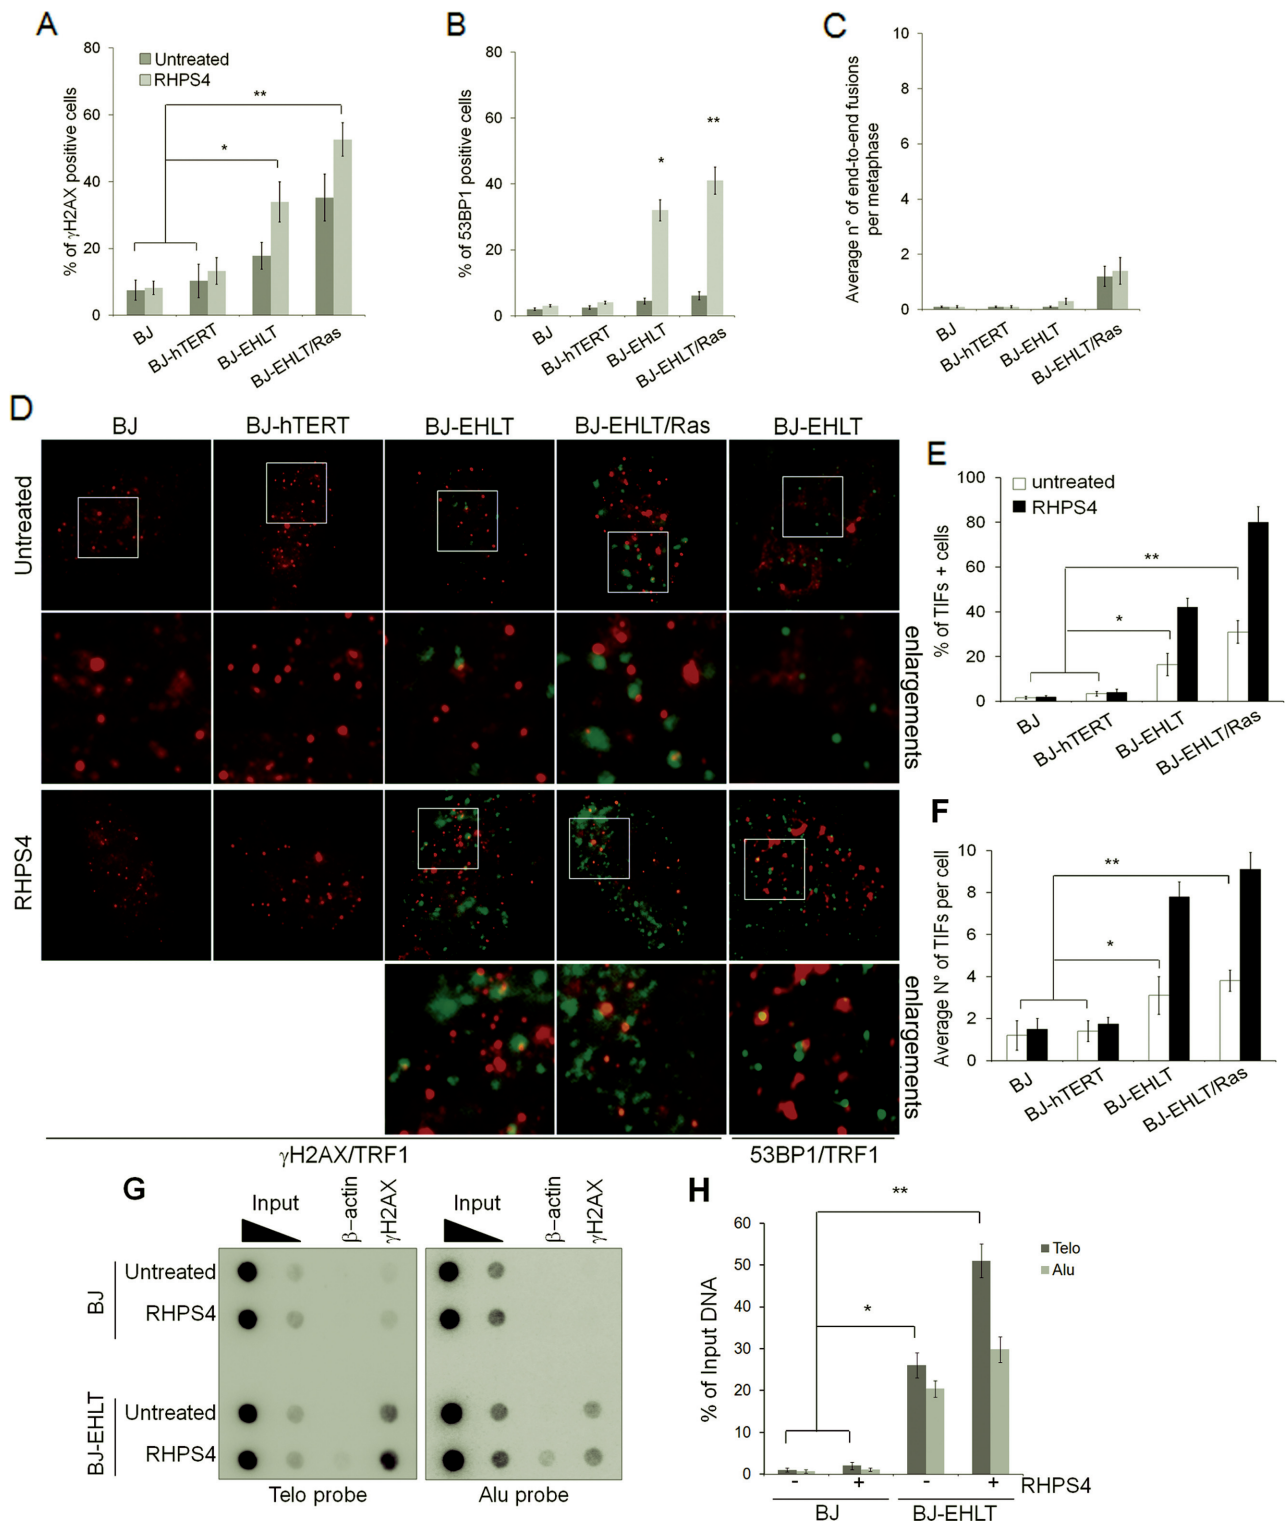 A
80
60
40
20
0
% of γH2AX positive cells
Untreated
RHPS4
*
**
BJ
BJ-hTERT
BJ-EHLT
BJ-EHLT/Ras
B
80
60
40
20
0
% of 53BP1 positive cells
*
**
BJ
BJ-hTERT
BJ-EHLT
BJ-EHLT/Ras
C
10
8
6
4
2
0
Average n° of end-to-end fusions
per metaphase
BJ
BJ-hTERT
BJ-EHLT
BJ-EHLT/Ras
D
BJ
BJ-hTERT
BJ-EHLT
BJ-EHLT/Ras
BJ-EHLT
Untreated
enlargements
RHPS4
enlargements
γH2AX/TRF1
53BP1/TRF1
E
100
80
60
40
20
0
% of TIFs + cells
untreated
RHPS4
**
*
BJ
BJ-hTERT
BJ-EHLT
BJ-EHLT/Ras
F
10
8
6
4
2
0
Average N° of TIFs per cell
**
*
BJ
BJ-hTERT
BJ-EHLT
BJ-EHLT/Ras
G
Input
β–actin
γH2AX
Input
β–actin
γH2AX
BJ
Untreated
RHPS4
BJ-EHLT
Untreated
RHPS4
Telo probe
Alu probe
H
60
50
40
30
20
10
0
% of Input DNA
**
*
Telo
Alu
- + - + RHPS4
BJ
BJ-EHLT